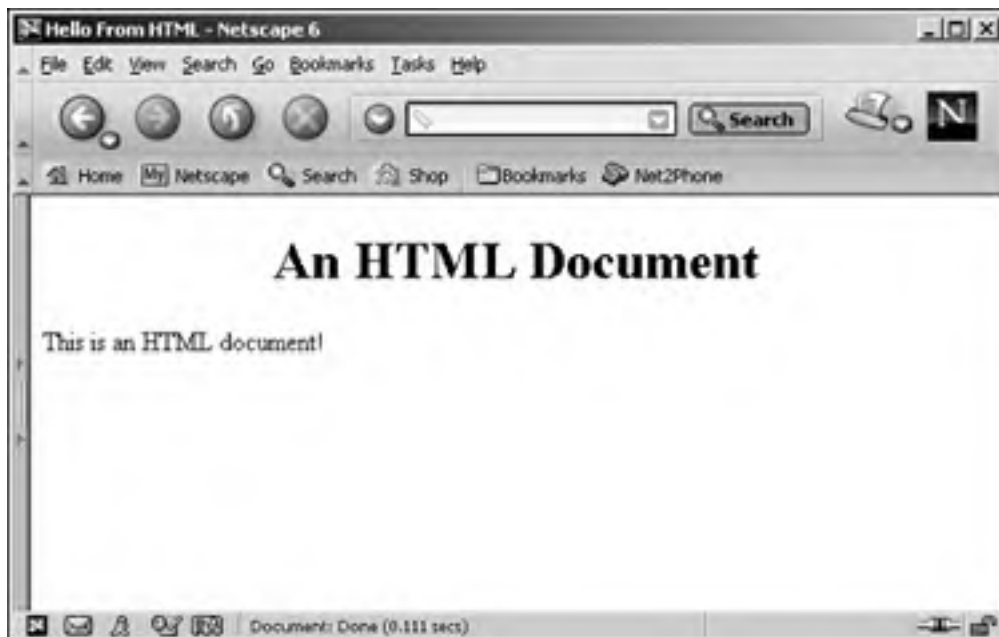 Hello From HTML - Netscape 6
File Edit View Search Go Bookmarks Tasks Help
Search
N
Home My Netscape Search Shop Bookmarks Net2Phone
An HTML Document
This is an HTML document!
Document: Done (0.111 secs)